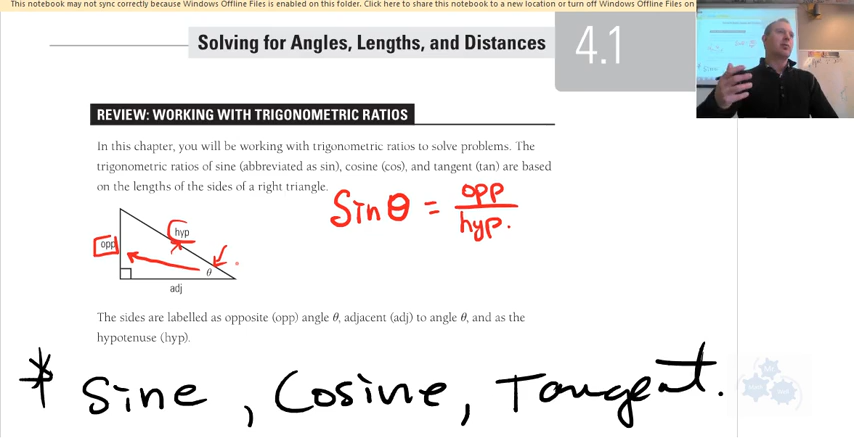 This notebook may not sync correctly because Windows Offline Files is enabled on this folder. Click here to share this notebook to a new location or turn off Windows Offline Files on
Solving for Angles, Lengths, and Distances
4.1
REVIEW: WORKING WITH TRIGONOMETRIC RATIOS
In this chapter, you will be working with trigonometric ratios to solve problems. The
trigonometric ratios of sine (abbreviated as sin), cosine (cos), and tangent (tan) are based
on the lengths of the sides of a right triangle.
Sin θ = opp
hyp.
hyp
opp
θ
adj
The sides are labelled as opposite (opp) angle θ, adjacent (adj) to angle θ, and as the
hypotenuse (hyp).
* Sine, Cosine, Tangent.